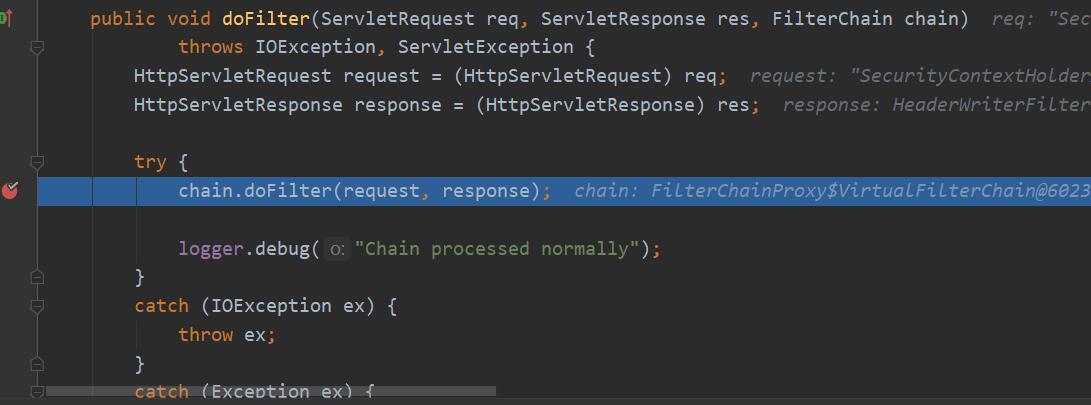 public void doFilter(ServletRequest req, ServletResponse res, FilterChain chain) req: "Sec
throws IOException, ServletException {
HttpServletRequest request = (HttpServletRequest) req; request: "SecurityContextHolder
HttpServletResponse response = (HttpServletResponse) res; response: HeaderWriterFilter
try {
chain.doFilter(request, response); chain: FilterChainProxy$VirtualFilterChain@6023
logger.debug( o: "Chain processed normally");
}
catch (IOException ex) {
throw ex;
}
catch (Exception ex) {